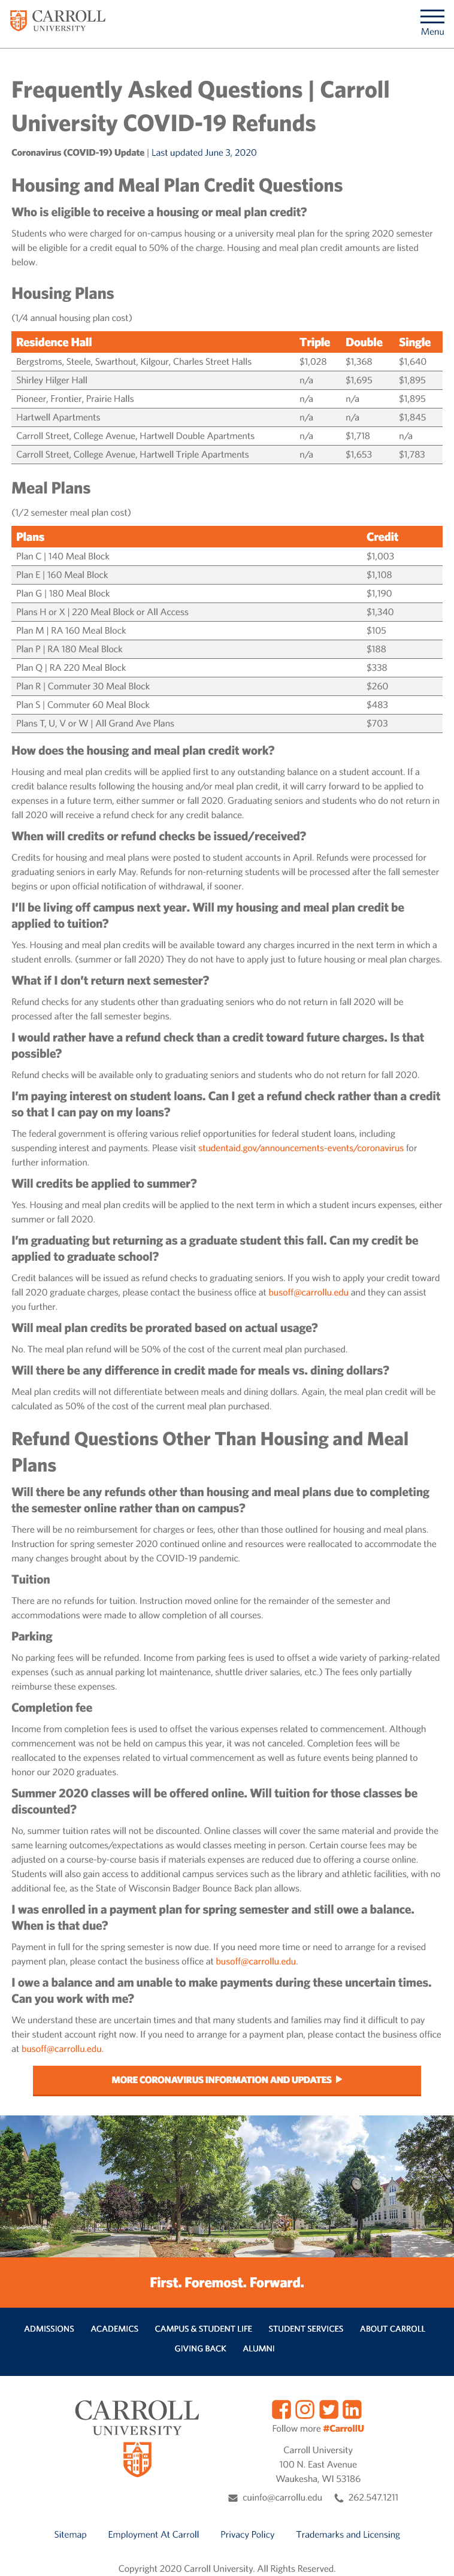 CARROLL
UNIVERSITY
Menu
Frequently Asked Questions | Carroll
University COVID-19 Refunds
Coronavirus (COVID-19) Update | Last updated June 3, 2020
Housing and Meal Plan Credit Questions
Who is eligible to receive a housing or meal plan credit?
Students who were charged for on-campus housing or a university meal plan for the spring 2020 semester
will be eligible for a credit equal to 50% of the charge. Housing and meal plan credit amounts are listed
below.
Housing Plans
(1/4 annual housing plan cost)
Residence Hall Triple Double Single
Bergstroms, Steele, Swarthout, Kilgour, Charles Street Halls $1,028 $1,368 $1,640
Shirley Hilger Hall n/a $1,695 $1,895
Pioneer, Frontier, Prairie Halls n/a n/a $1,895
Hartwell Apartments n/a n/a $1,845
Carroll Street, College Avenue, Hartwell Double Apartments n/a $1,718 n/a
Carroll Street, College Avenue, Hartwell Triple Apartments n/a $1,653 $1,783
Meal Plans
(1/2 semester meal plan cost)
Plans Credit
Plan C | 140 Meal Block $1,003
Plan E | 160 Meal Block $1,108
Plan G | 180 Meal Block $1,190
Plans H or X | 220 Meal Block or All Access $1,340
Plan M | RA 160 Meal Block $105
Plan P | RA 180 Meal Block $188
Plan Q | RA 220 Meal Block $338
Plan R | Commuter 30 Meal Block $260
Plan S | Commuter 60 Meal Block $483
Plans T, U, V or W | All Grand Ave Plans $703
How does the housing and meal plan credit work?
Housing and meal plan credits will be applied first to any outstanding balance on a student account. If a
credit balance results following the housing and/or meal plan credit, it will carry forward to be applied to
expenses in a future term, either summer or fall 2020. Graduating seniors and students who do not return in
fall 2020 will receive a refund check for any credit balance.
When will credits or refund checks be issued/received?
Credits for housing and meal plans were posted to student accounts in April. Refunds were processed for
graduating seniors in early May. Refunds for non-returning students will be processed after the fall semester
begins or upon official notification of withdrawal, if sooner.
I'll be living off campus next year. Will my housing and meal plan credit be
applied to tuition?
Yes. Housing and meal plan credits will be available toward any charges incurred in the next term in which a
student enrolls. (summer or fall 2020) They do not have to apply just to future housing or meal plan charges.
What if I don't return next semester?
Refund checks for any students other than graduating seniors who do not return in fall 2020 will be
processed after the fall semester begins.
I would rather have a refund check than a credit toward future charges. Is that
possible?
Refund checks will be available only to graduating seniors and students who do not return for fall 2020.
I'm paying interest on student loans. Can I get a refund check rather than a credit
so that I can pay on my loans?
The federal government is offering various relief opportunities for federal student loans, including
suspending interest and payments. Please visit studentaid.gov/announcements-events/coronavirus for
further information.
Will credits be applied to summer?
Yes. Housing and meal plan credits will be applied to the next term in which a student incurs expenses, either
summer or fall 2020.
I'm graduating but returning as a graduate student this fall. Can my credit be
applied to graduate school?
Credit balances will be issued as refund checks to graduating seniors. If you wish to apply your credit toward
fall 2020 graduate charges, please contact the business office at busoff@carrollu.edu and they can assist
you further.
Will meal plan credits be prorated based on actual usage?
No. The meal plan refund will be 50% of the cost of the current meal plan purchased.
Will there be any difference in credit made for meals vs. dining dollars?
Meal plan credits will not differentiate between meals and dining dollars. Again, the meal plan credit will be
calculated as 50% of the cost of the current meal plan purchased.
Refund Questions Other Than Housing and Meal
Plans
Will there be any refunds other than housing and meal plans due to completing
the semester online rather than on campus?
There will be no reimbursement for charges or fees, other than those outlined for housing and meal plans.
Instruction for spring semester 2020 continued online and resources were reallocated to accommodate the
many changes brought about by the COVID-19 pandemic.
Tuition
There are no refunds for tuition. Instruction moved online for the remainder of the semester and
accommodations were made to allow completion of all courses.
Parking
No parking fees will be refunded. Income from parking fees is used to offset a wide variety of parking-related
expenses (such as annual parking lot maintenance, shuttle driver salaries, etc.) The fees only partially
reimburse these expenses.
Completion fee
Income from completion fees is used to offset the various expenses related to commencement. Although
commencement was not be held on campus this year, it was not canceled. Completion fees will be
reallocated to the expenses related to virtual commencement as well as future events being planned to
honor our 2020 graduates.
Summer 2020 classes will be offered online. Will tuition for those classes be
discounted?
No, summer tuition rates will not be discounted. Online classes will cover the same material and provide the
same learning outcomes/expectations as would classes meeting in person. Certain course fees may be
adjusted on a course-by-course basis if materials expenses are reduced due to offering a course online.
Students will also gain access to additional campus services such as the library and athletic facilities, with no
additional fee, as the State of Wisconsin Badger Bounce Back plan allows.
I was enrolled in a payment plan for spring semester and still owe a balance.
When is that due?
Payment in full for the spring semester is now due. If you need more time or need to arrange for a revised
payment plan, please contact the business office at busoff@carrollu.edu.
I owe a balance and am unable to make payments during these uncertain times.
Can you work with me?
We understand these are uncertain times and that many students and families may find it difficult to pay
their student account right now. If you need to arrange for a payment plan, please contact the business office
at busoff@carrollu.edu.
MORE CORONAVIRUS INFORMATION AND UPDATES
First. Foremost. Forward.
ADMISSIONS ACADEMICS CAMPUS & STUDENT LIFE STUDENT SERVICES ABOUT CARROLL
GIVING BACK ALUMNI
CARROLL
UNIVERSITY
Follow more #CarrollU
Carroll University
100 N. East Avenue
Waukesha, WI 53186
cuinfo@carrollu.edu 262.547.1211
Sitemap Employment At Carroll Privacy Policy Trademarks and Licensing
Copyright 2020 Carroll University. All Rights Reserved.